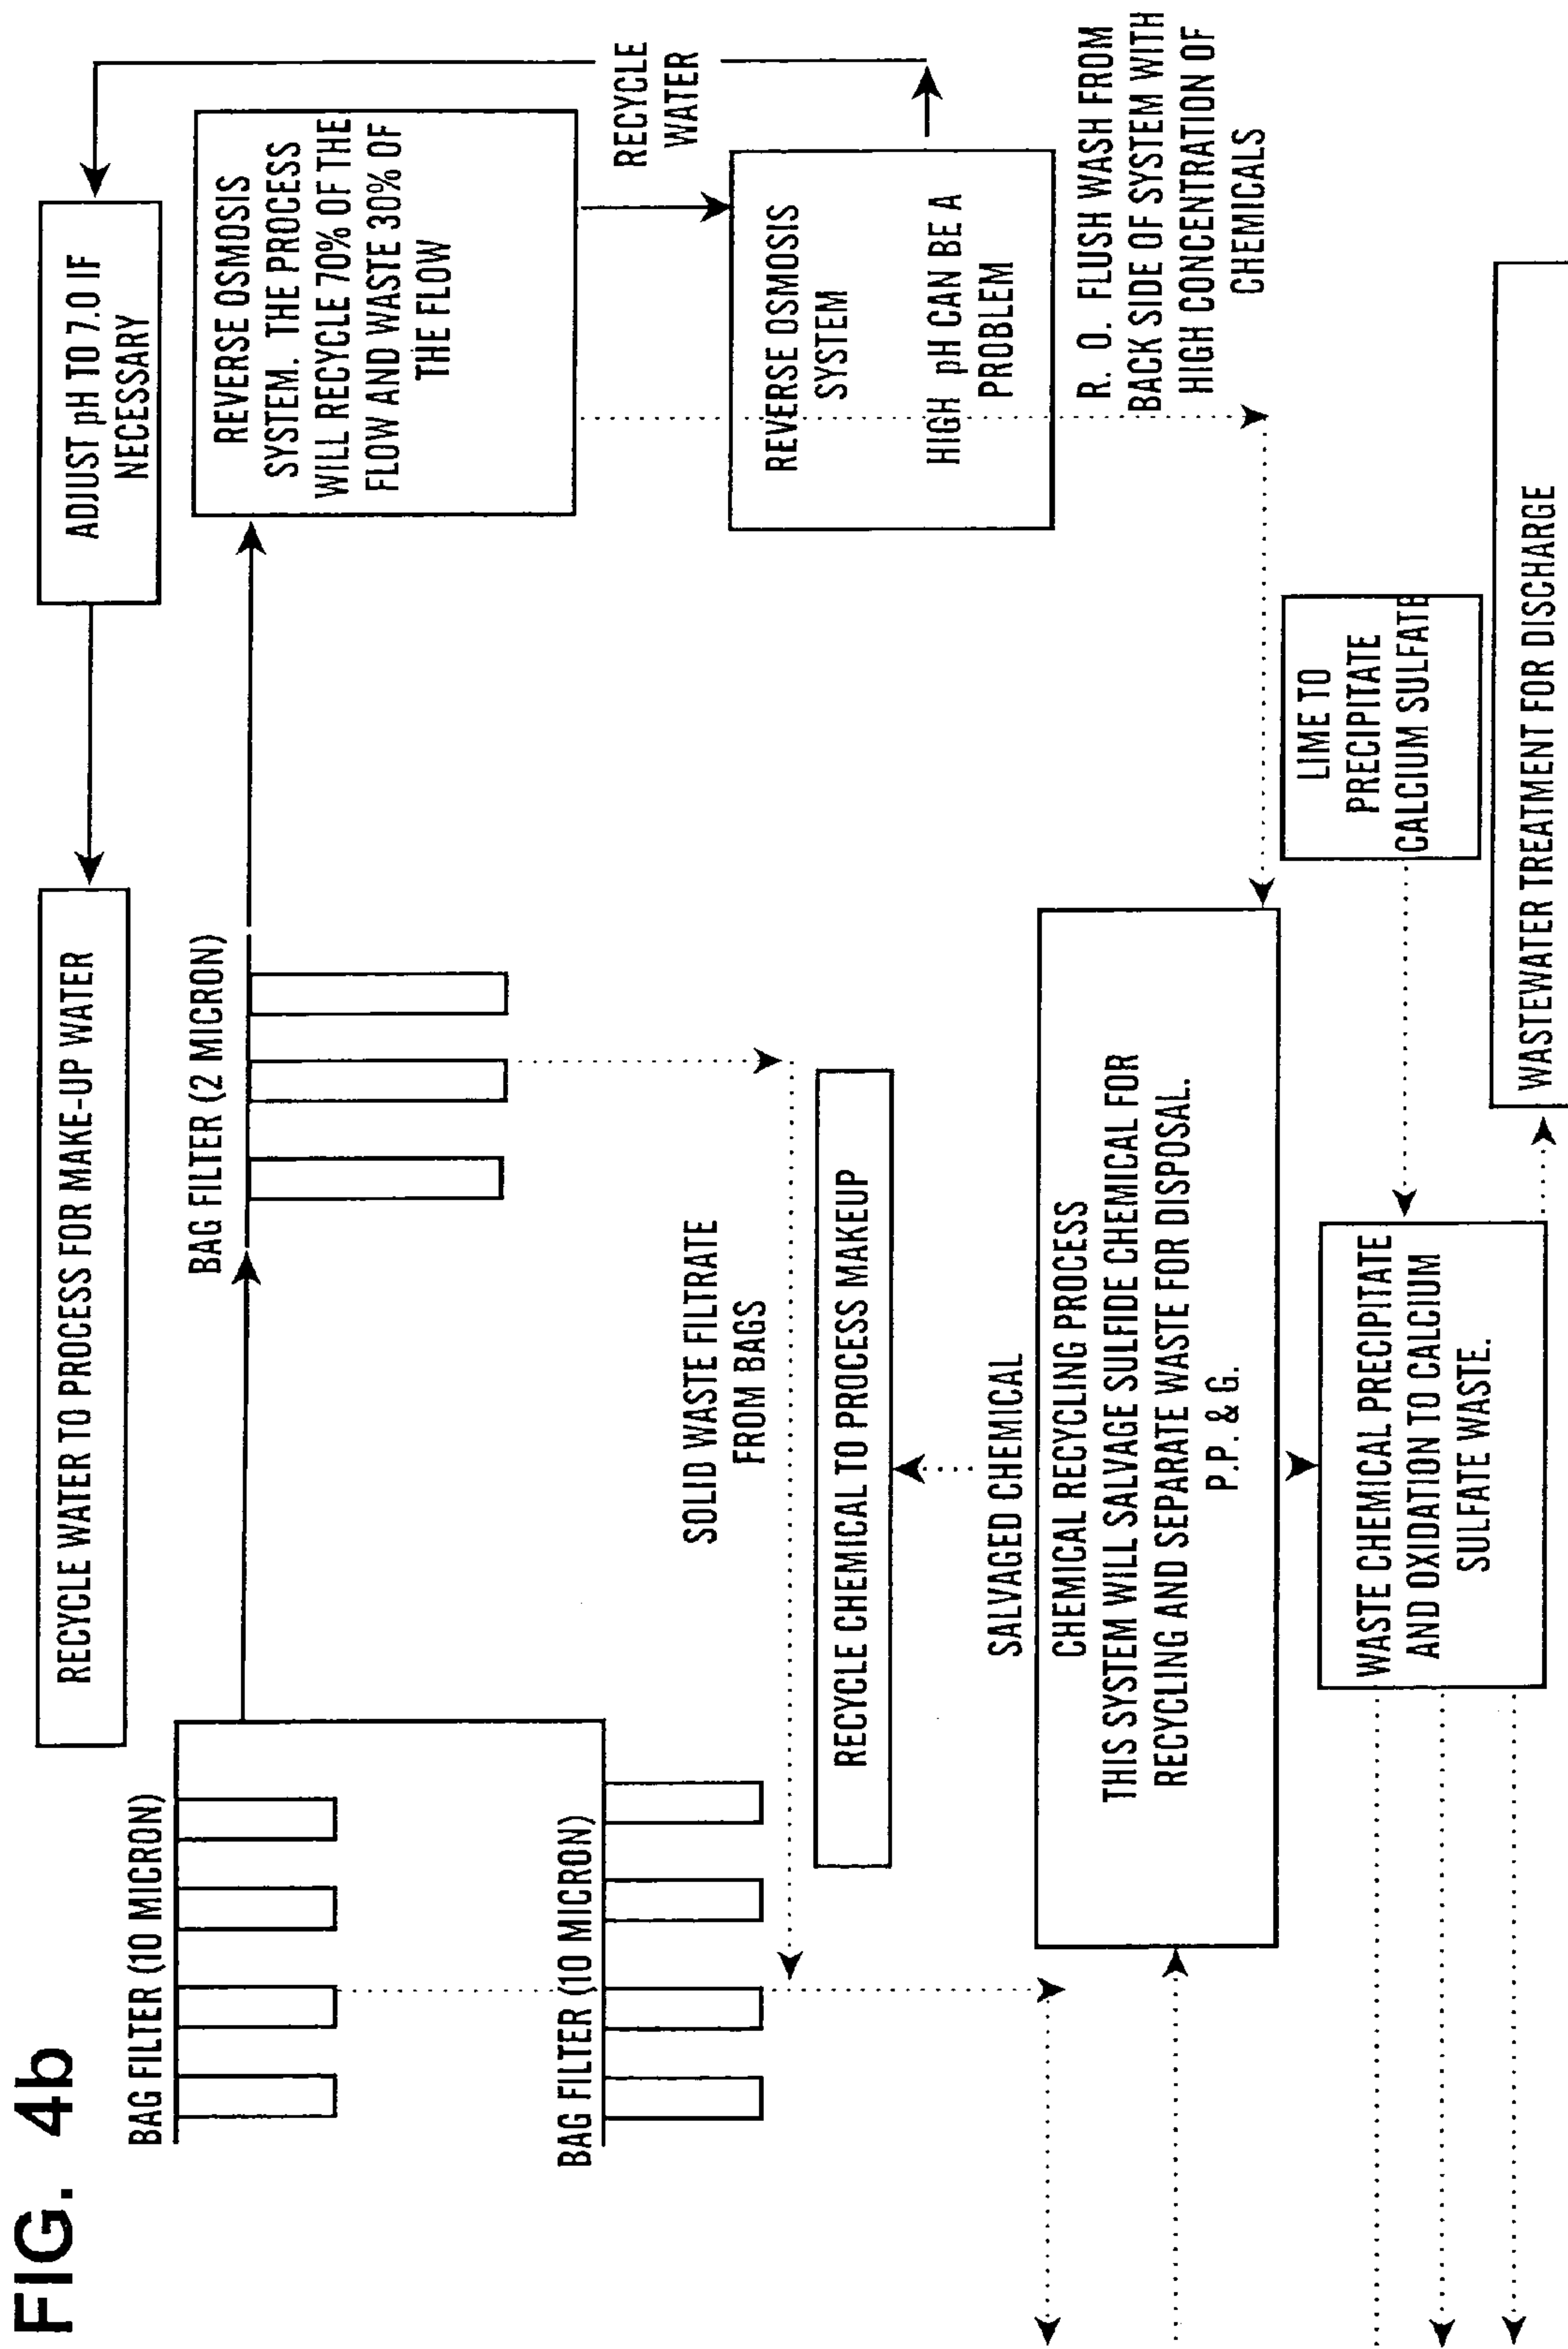 FIG. 4b
RECYCLE WATER TO PROCESS FOR MAKE-UP WATER
ADJUST pH TO 7.0 IF
NECESSARY
BAG FILTER (10 MICRON)
BAG FILTER (2 MICRON)
REVERSE OSMOSIS
SYSTEM. THE PROCESS
WILL RECYCLE 70% OF THE
FLOW AND WASTE 30% OF
THE FLOW
RECYCLE
WATER
BAG FILTER (10 MICRON)
SOLID WASTE FILTRATE
FROM BAGS
REVERSE OSMOSIS
SYSTEM
HIGH pH CAN BE A
PROBLEM
RECYCLE CHEMICAL TO PROCESS MAKEUP
SALVAGED CHEMICAL
R. O. FLUSH WASH FROM
BACK SIDE OF SYSTEM WITH
HIGH CONCENTRATION OF
CHEMICALS
CHEMICAL RECYCLING PROCESS
THIS SYSTEM WILL SALVAGE SULFIDE CHEMICAL FOR
RECYCLING AND SEPARATE WASTE FOR DISPOSAL.
P.P. & G.
LIME TO
PRECIPITATE
CALCIUM SULFATE
WASTE CHEMICAL PRECIPITATE
AND OXIDATION TO CALCIUM
SULFATE WASTE.
WASTEWATER TREATMENT FOR DISCHARGE